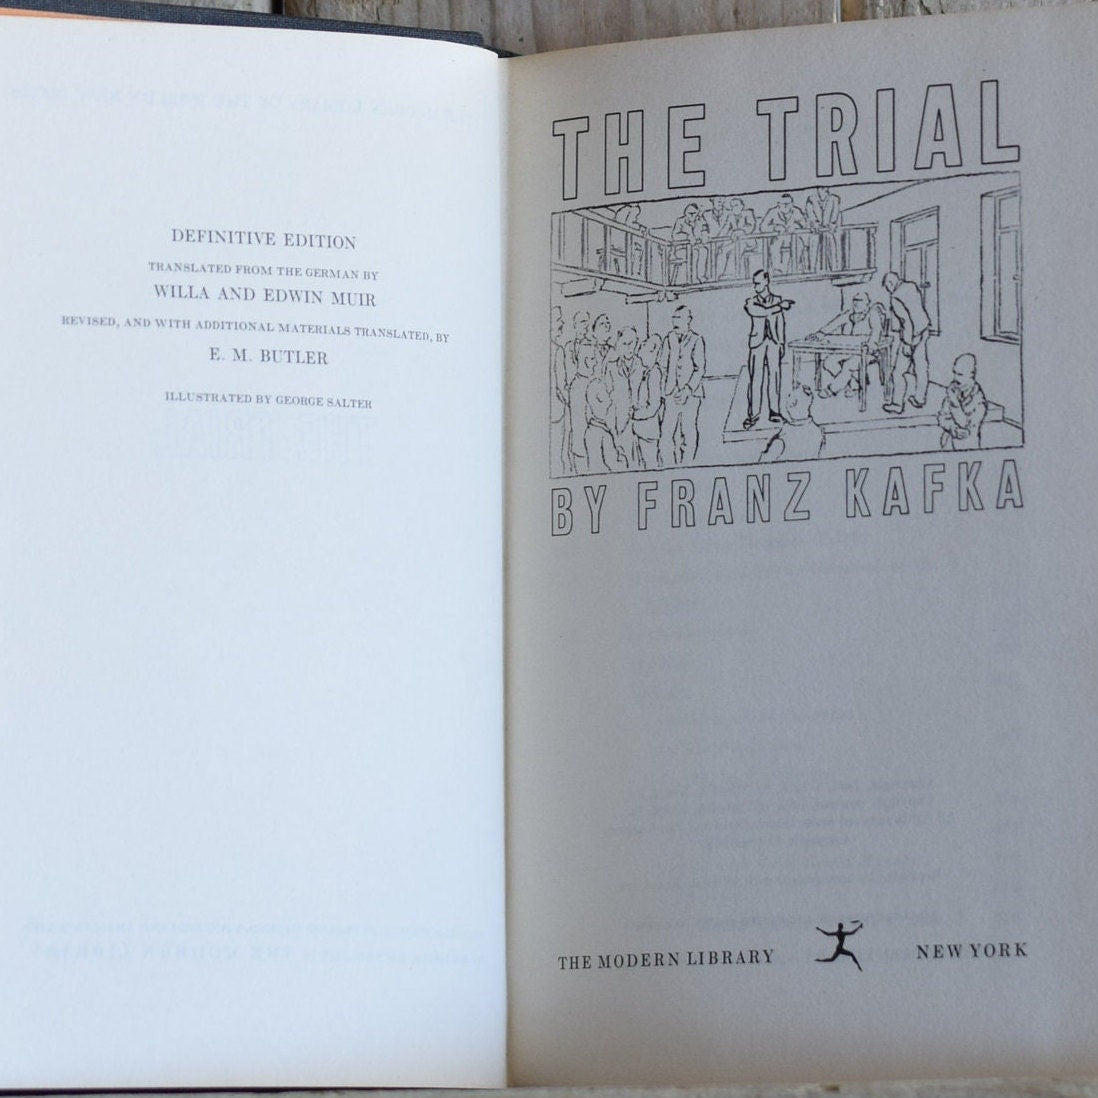 DEFINITIVE EDITION
TRANSLATED FROM THE GERMAN BY
WILLA AND EDWIN MUIR
REVISED, AND WITH ADDITIONAL MATERIALS TRANSLATED, BY
E. M. BUTLER
ILLUSTRATED BY GEORGE SALTER
THE TRIAL
BY FRANZ KAFKA
THE MODERN LIBRARY NEW YORK